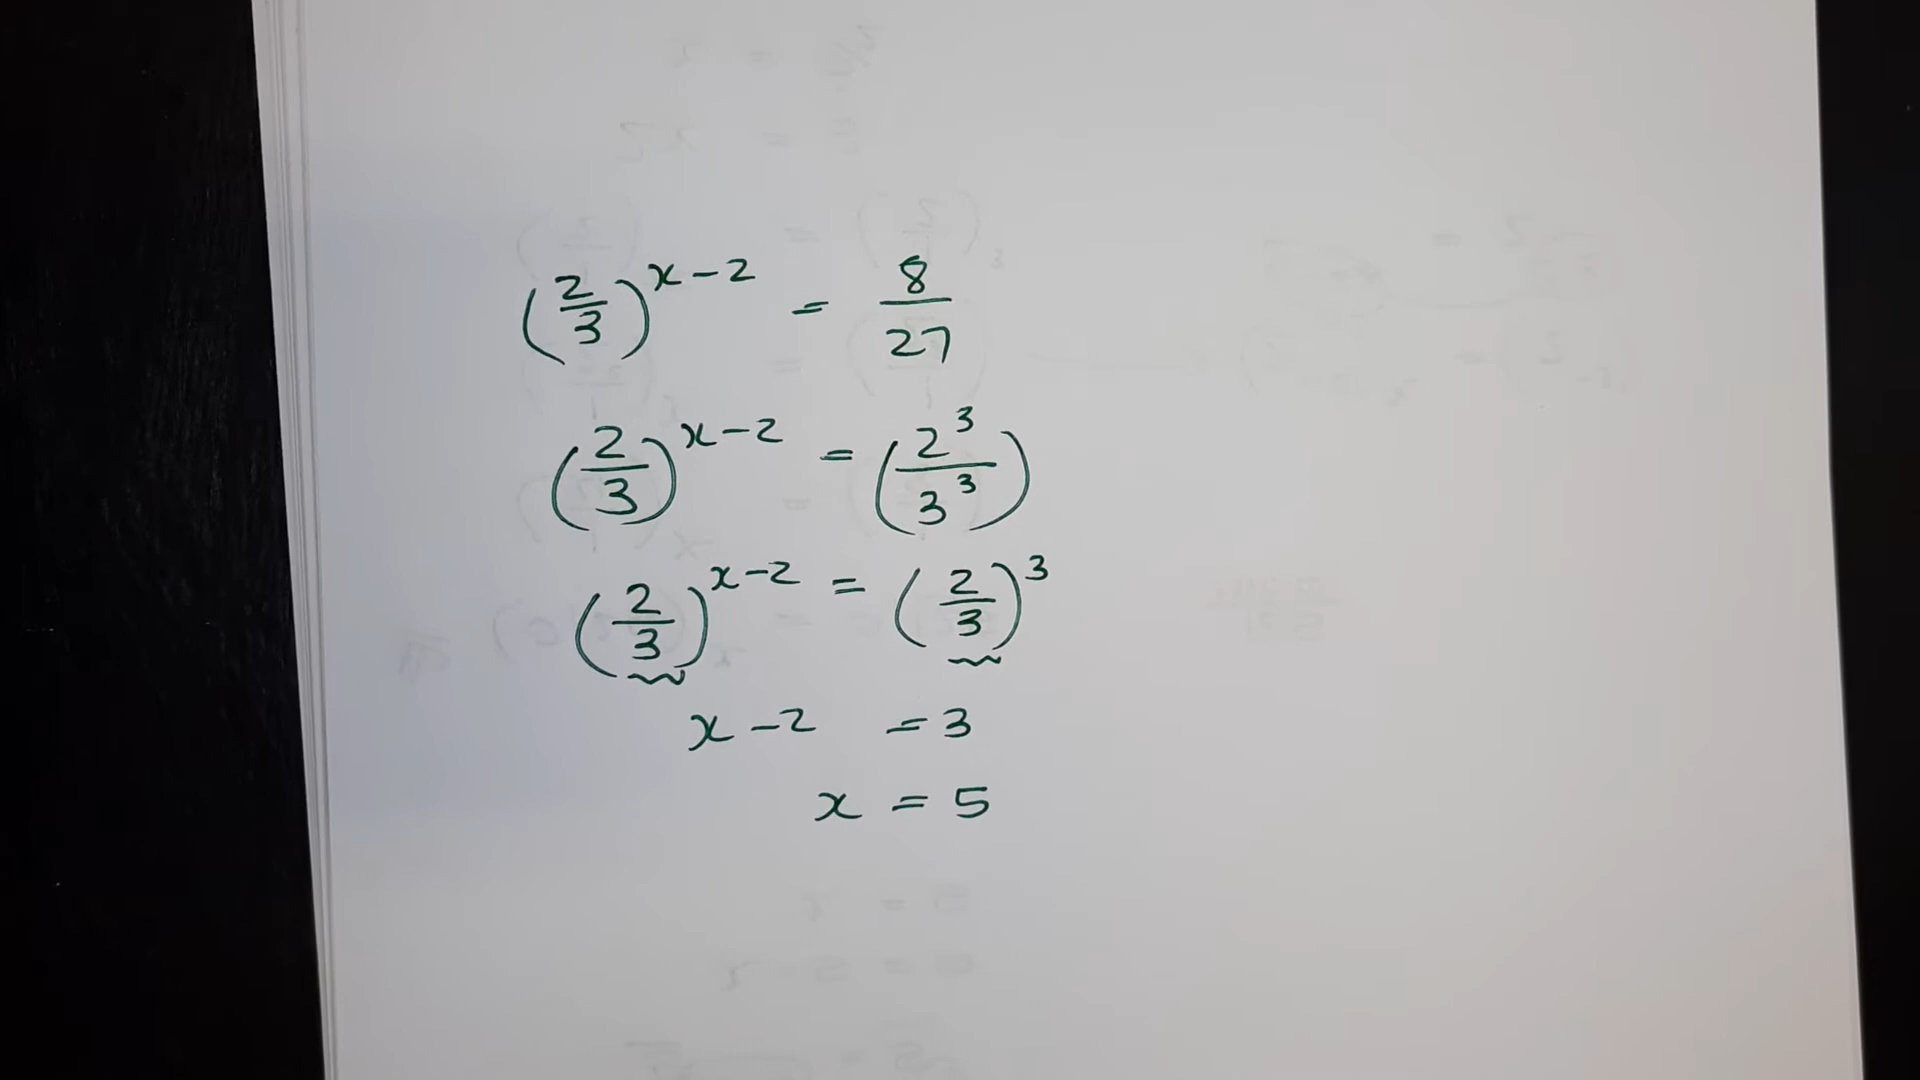 (2/3)^(x-2) = 8/27
(2/3)^(x-2) = (2^3/3^3)
(2/3)^(x-2) = (2/3)^3
x-2 = 3
x = 5